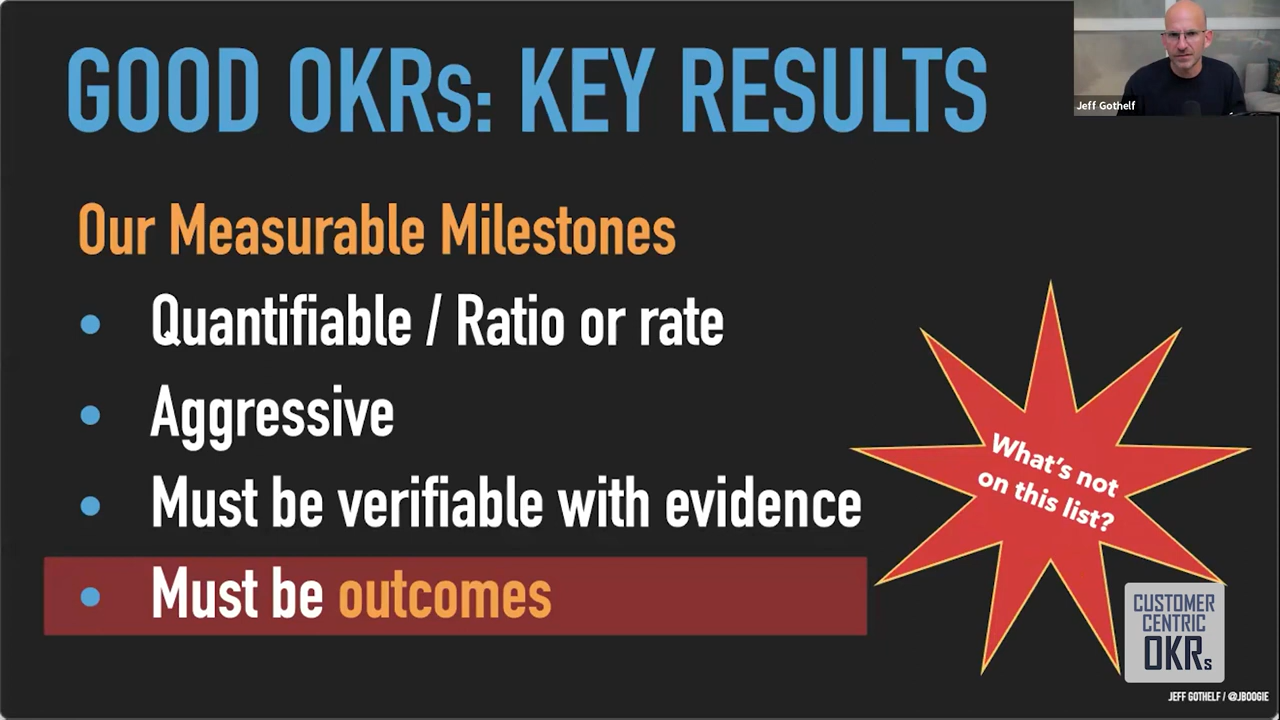 GOOD OKRs: KEY RESULTS
Jeff Gothelf
Our Measurable Milestones
• Quantifiable / Ratio or rate
• Aggressive
• Must be verifiable with evidence
• Must be outcomes
What's not
on this list?
CUSTOMER
CENTRIC
OKRs
JEFF GOTHELF / @JBOOGIE